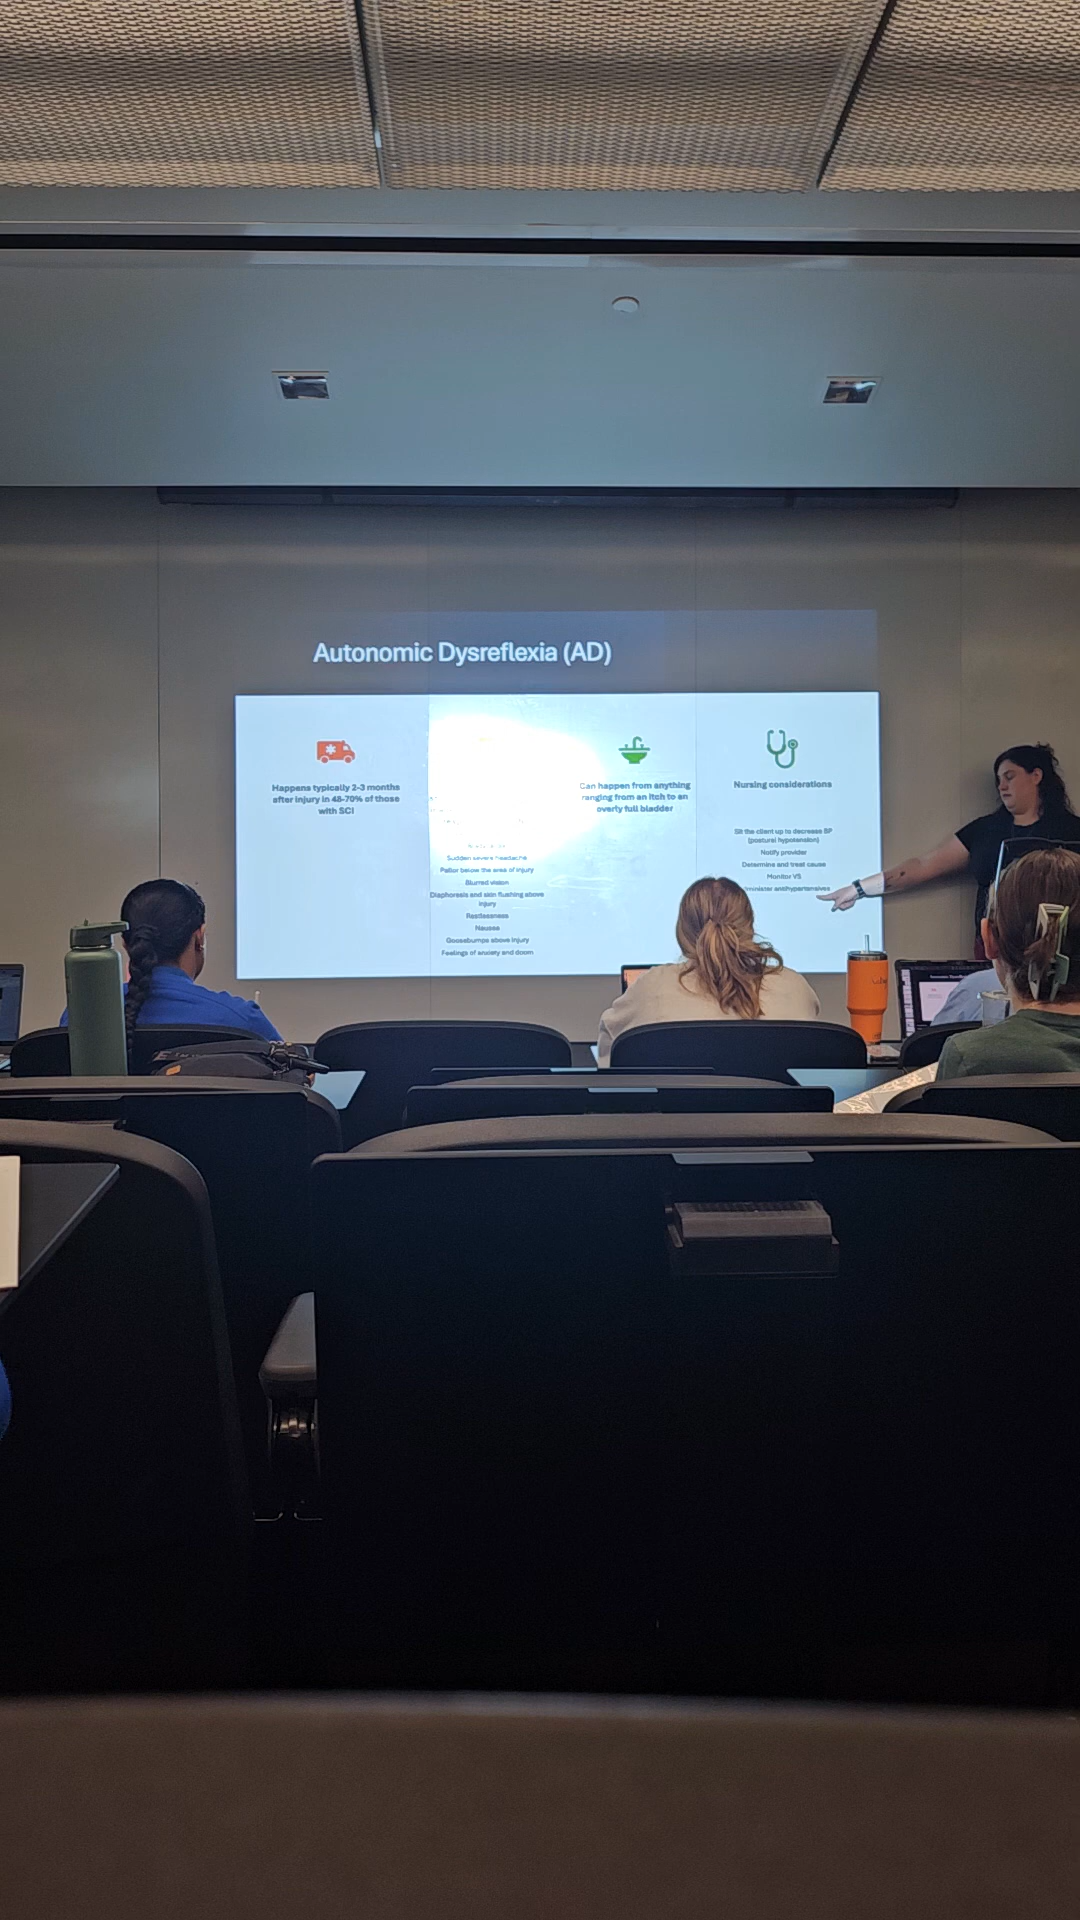 Autonomic Dysreflexia (AD)
Happens typically 2-3 months
after injury in 48-70% of those
with SCI
Sudden severe headache
Pallor below the area of injury
Blurred vision
Diaphoresis and skin flushing above
injury
Restlessness
Nausea
Goosebumps above injury
Feelings of anxiety and doom
Can happen from anything
ranging from an itch to an
overly full bladder
Nursing considerations
Sit the client up to decrease BP
(postural hypotension)
Notify provider
Determine and treat cause
Monitor VS
antihypertensives